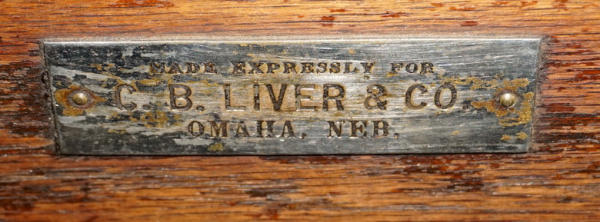 MADE EXPRESSLY FOR
C. B. LIVER & CO.
OMAHA, NEB.